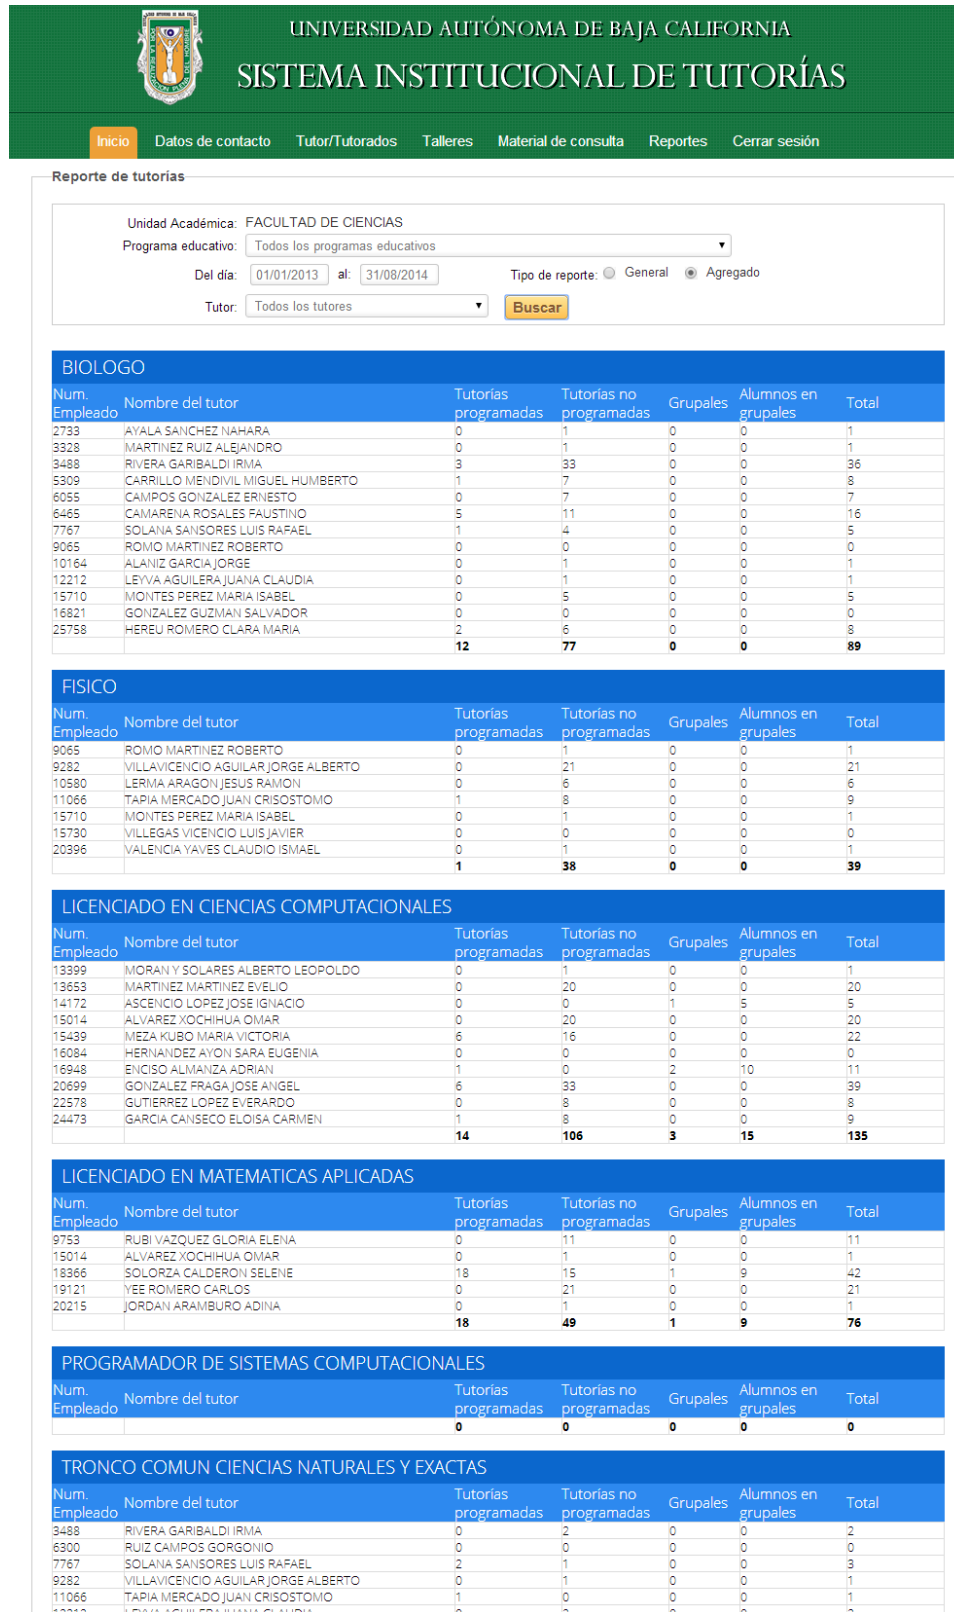 UNIVERSIDAD AUTÓNOMA DE BAJA CALIFORNIA
SISTEMA INSTITUCIONAL DE TUTORÍAS
Inicio Datos de contacto Tutor/Tutorados Talleres Material de consulta Reportes Cerrar sesión
Reporte de tutorías
Unidad Académica: FACULTAD DE CIENCIAS
Programa educativo: Todos los programas educativos
Del día: 01/01/2013 al: 31/08/2014 Tipo de reporte: General Agregado
Tutor: Todos los tutores Buscar
BIOLOGO
Num. Empleado Nombre del tutor Tutorías programadas Tutorías no programadas Grupales Alumnos en grupales Total
2733 AYALA SANCHEZ NAHARA 0 1 0 0 1
3328 MARTINEZ RUIZ ALEJANDRO 0 1 0 0 1
3488 RIVERA GARIBALDI IRMA 3 33 0 0 36
5309 CARRILLO MENDIVIL MIGUEL HUMBERTO 1 7 0 0 8
6055 CAMPOS GONZALEZ ERNESTO 0 7 0 0 7
6465 CAMARENA ROSALES FAUSTINO 5 11 0 0 16
7767 SOLANA SANSORES LUIS RAFAEL 1 4 0 0 5
9065 ROMO MARTINEZ ROBERTO 0 0 0 0 0
10164 ALANIZ GARCIA JORGE 0 1 0 0 1
12212 LEYVA AGUILERA JUANA CLAUDIA 0 1 0 0 1
15710 MONTES PEREZ MARIA ISABEL 0 5 0 0 5
16821 GONZALEZ GUZMAN SALVADOR 0 0 0 0 0
25758 HEREU ROMERO CLARA MARIA 2 6 0 0 8
12 77 0 0 89
FISICO
Num. Empleado Nombre del tutor Tutorías programadas Tutorías no programadas Grupales Alumnos en grupales Total
9065 ROMO MARTINEZ ROBERTO 0 1 0 0 1
9282 VILLAVICENCIO AGUILAR JORGE ALBERTO 0 21 0 0 21
10580 LERMA ARAGON JESUS RAMON 0 6 0 0 6
11066 TAPIA MERCADO JUAN CRISOSTOMO 1 8 0 0 9
15710 MONTES PEREZ MARIA ISABEL 0 1 0 0 1
15730 VILLEGAS VICENCIO LUIS JAVIER 0 0 0 0 0
20396 VALENCIA YAVES CLAUDIO ISMAEL 0 1 0 0 1
1 38 0 0 39
LICENCIADO EN CIENCIAS COMPUTACIONALES
Num. Empleado Nombre del tutor Tutorías programadas Tutorías no programadas Grupales Alumnos en grupales Total
13399 MORAN Y SOLARES ALBERTO LEOPOLDO 0 1 0 0 1
13653 MARTINEZ MARTINEZ EVELIO 0 20 0 0 20
14172 ASCENCIO LOPEZ JOSE IGNACIO 0 0 1 5 5
15014 ALVAREZ XOCHIHUA OMAR 0 20 0 0 20
15439 MEZA KUBO MARIA VICTORIA 6 16 0 0 22
16084 HERNANDEZ AYON SARA EUGENIA 0 0 0 0 0
16948 ENCISO ALMANZA ADRIAN 1 0 2 10 11
20699 GONZALEZ FRAGA JOSE ANGEL 6 33 0 0 39
22578 GUTIERREZ LOPEZ EVERARDO 0 8 0 0 8
24473 GARCIA CANSECO ELOISA CARMEN 1 8 0 0 9
14 106 3 15 135
LICENCIADO EN MATEMATICAS APLICADAS
Num. Empleado Nombre del tutor Tutorías programadas Tutorías no programadas Grupales Alumnos en grupales Total
9753 RUBI VAZQUEZ GLORIA ELENA 0 11 0 0 11
15014 ALVAREZ XOCHIHUA OMAR 0 1 0 0 1
18366 SOLORZA CALDERON SELENE 18 15 1 9 42
19121 YEE ROMERO CARLOS 0 21 0 0 21
20215 JORDAN ARAMBURO ADINA 0 1 0 0 1
18 49 1 9 76
PROGRAMADOR DE SISTEMAS COMPUTACIONALES
Num. Empleado Nombre del tutor Tutorías programadas Tutorías no programadas Grupales Alumnos en grupales Total
0 0 0 0 0
TRONCO COMUN CIENCIAS NATURALES Y EXACTAS
Num. Empleado Nombre del tutor Tutorías programadas Tutorías no programadas Grupales Alumnos en grupales Total
3488 RIVERA GARIBALDI IRMA 0 2 0 0 2
6300 RUIZ CAMPOS GORGONIO 0 0 0 0 0
7767 SOLANA SANSORES LUIS RAFAEL 2 1 0 0 3
9282 VILLAVICENCIO AGUILAR JORGE ALBERTO 0 1 0 0 1
11066 TAPIA MERCADO JUAN CRISOSTOMO 1 0 0 0 1